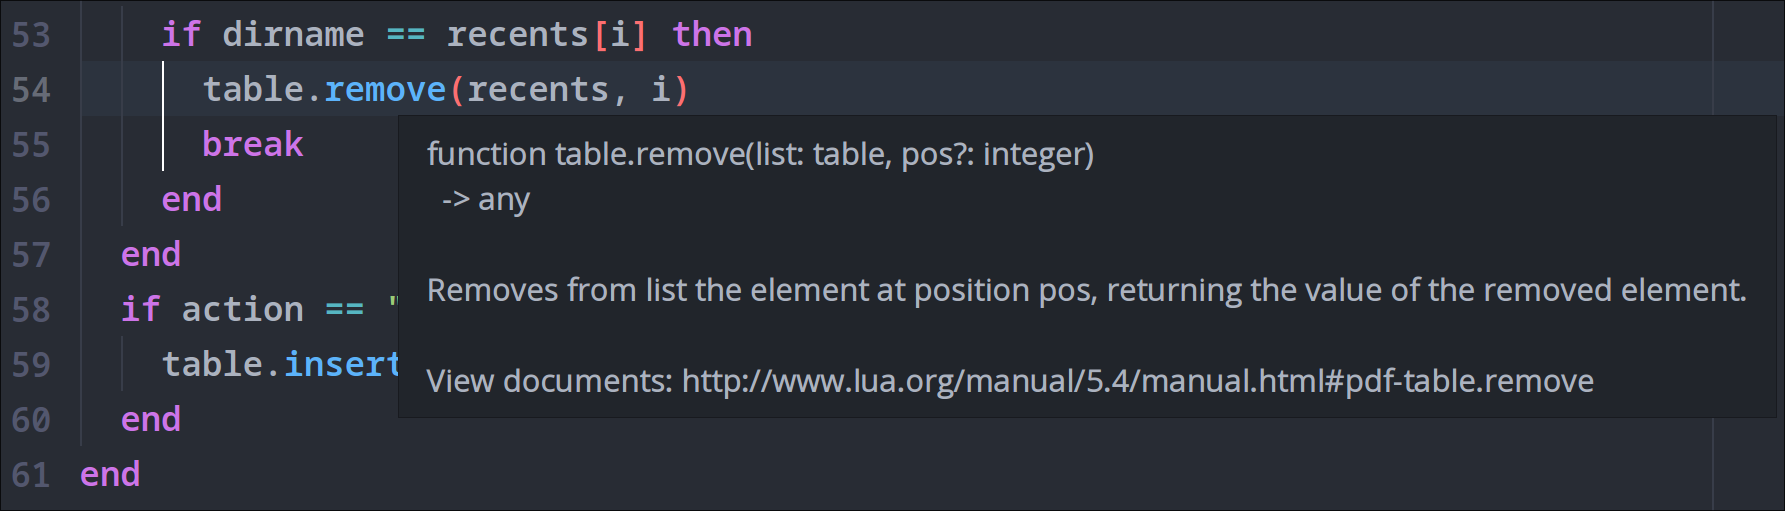 53 if dirname == recents[i] then
54 table.remove(recents, i)
55 break
56 end
57 end
58 if action == "
59 table.insert
60 end
61 end
function table.remove(list: table, pos?: integer)
-> any
Removes from list the element at position pos, returning the value of the removed element.
View documents: http://www.lua.org/manual/5.4/manual.html#pdf-table.remove